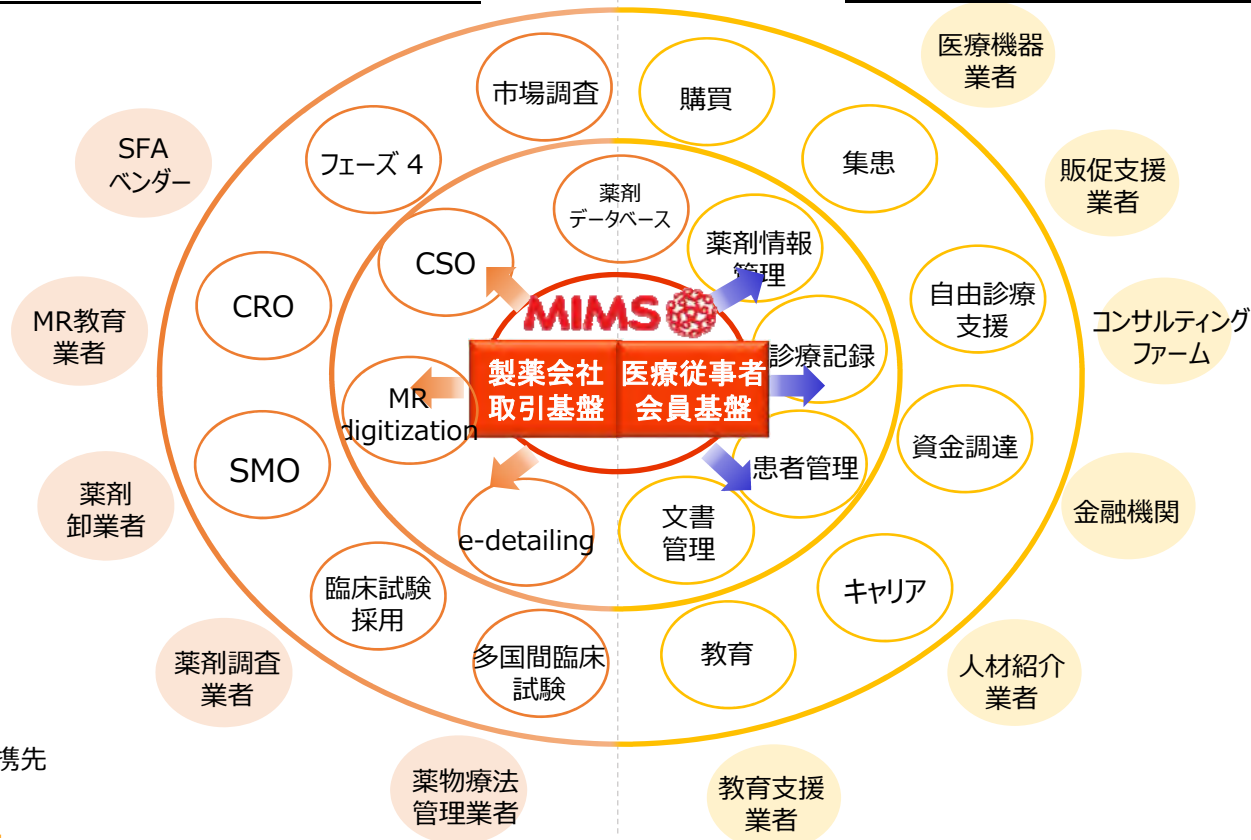 医療機器
業者
市場調査
購買
SFA
ベンダー
フェーズ 4
集患
販促支援
業者
薬剤
データベース
薬剤情報
管理
CSO
CRO
自由診療
支援
MR教育
業者
コンサルティング
ファーム
MIMS
製薬会社
取引基盤
医療従事者
会員基盤
診療記録
MR
digitization
SMO
資金調達
患者管理
薬剤
卸業者
金融機関
e-detailing
文書
管理
臨床試験
採用
キャリア
多国間臨床
試験
教育
薬剤調査
業者
人材紹介
業者
携先
薬物療法
管理業者
教育支援
業者